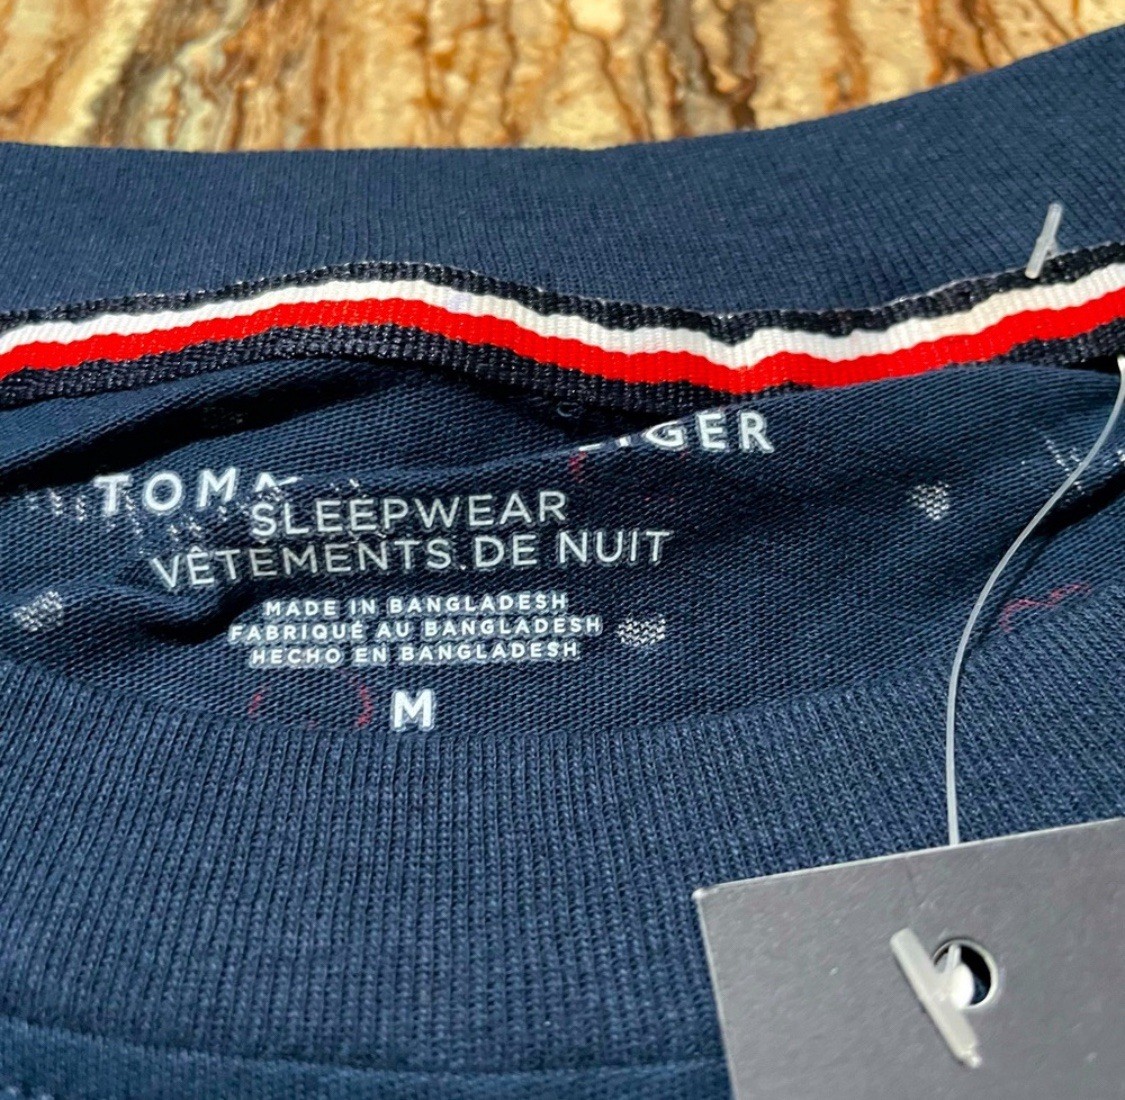 SLEEPWEAR
VÊTEMENTS DE NUIT
MADE IN BANGLADESH
FABRIQUÉ AU BANGLADESH
HECHO EN BANGLADESH
M